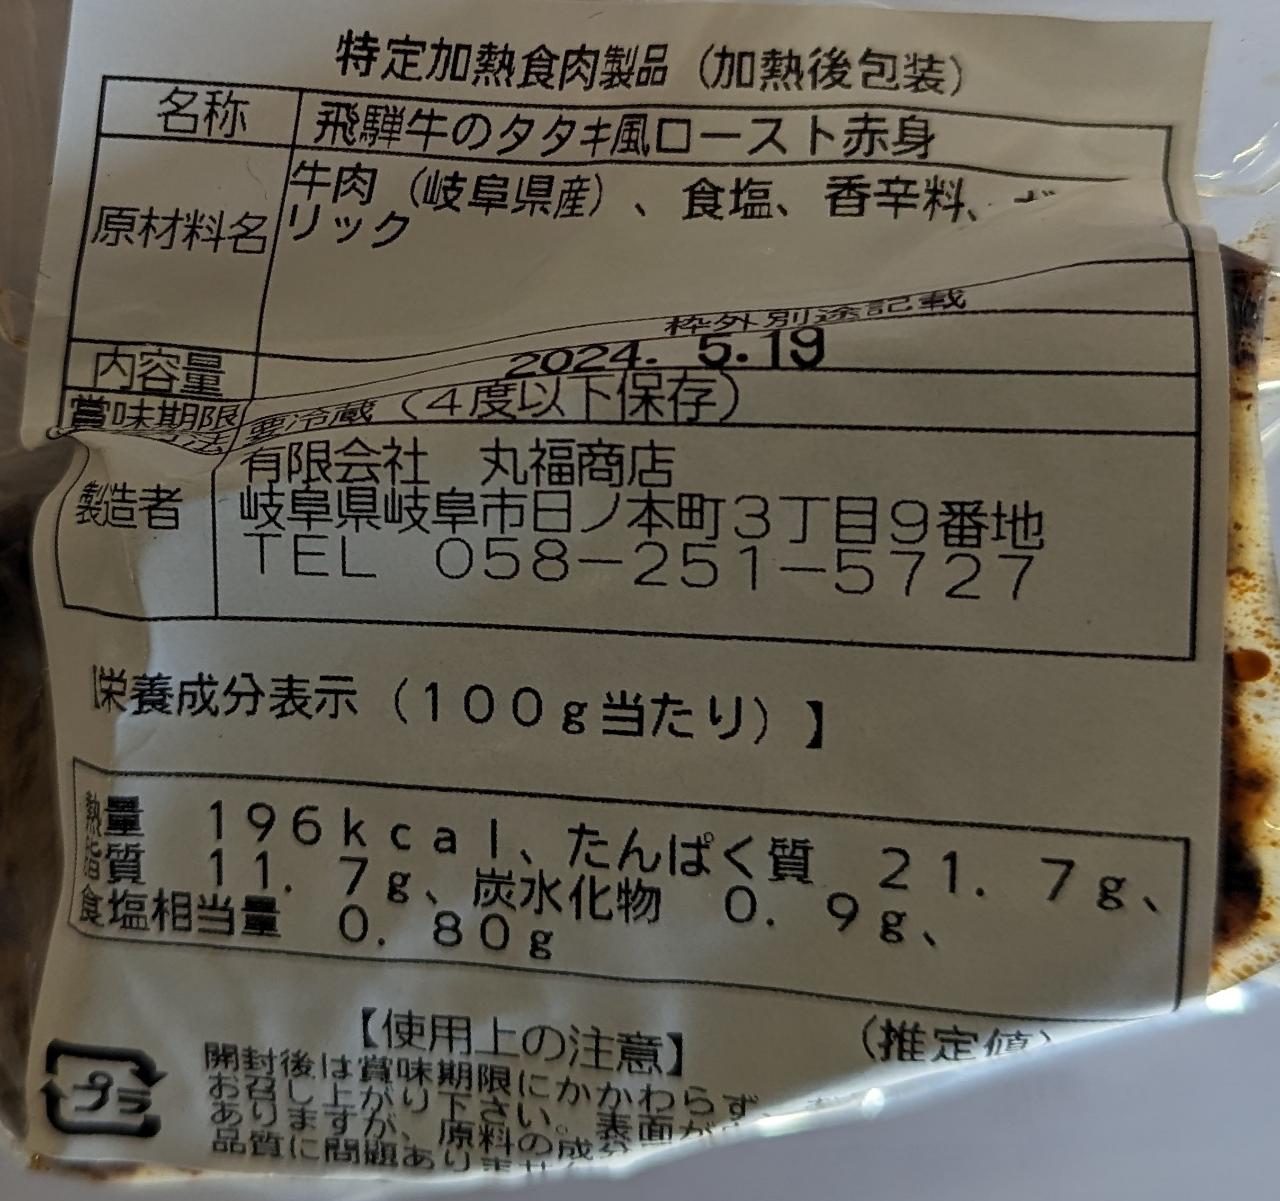 特定加熱食肉製品（加熱後包装）
名称 飛騨牛のタタキ風ロースト赤身
原材料名 牛肉（岐阜県産）、食塩、香辛料、
リック
内容量 枠外別途記載
賞味期限 2024. 5.19
要冷蔵（4度以下保存）
製造者 有限会社 丸福商店
岐阜県岐阜市日ノ本町３丁目９番地
ＴＥＬ ０５８－２５１－５７２７
【栄養成分表示（１００ｇ当たり）】
熱量 １９６ｋｃａｌ、たんぱく質 ２１．７ｇ、
脂質 １１．７ｇ、炭水化物 ０．９ｇ、
食塩相当量 ０．８０ｇ
（推定値）
【使用上の注意】
開封後は賞味期限にかかわらず、
お召し上がり下さい。表面が
ありますが、原料の成分
品質に問題ありません
プラ